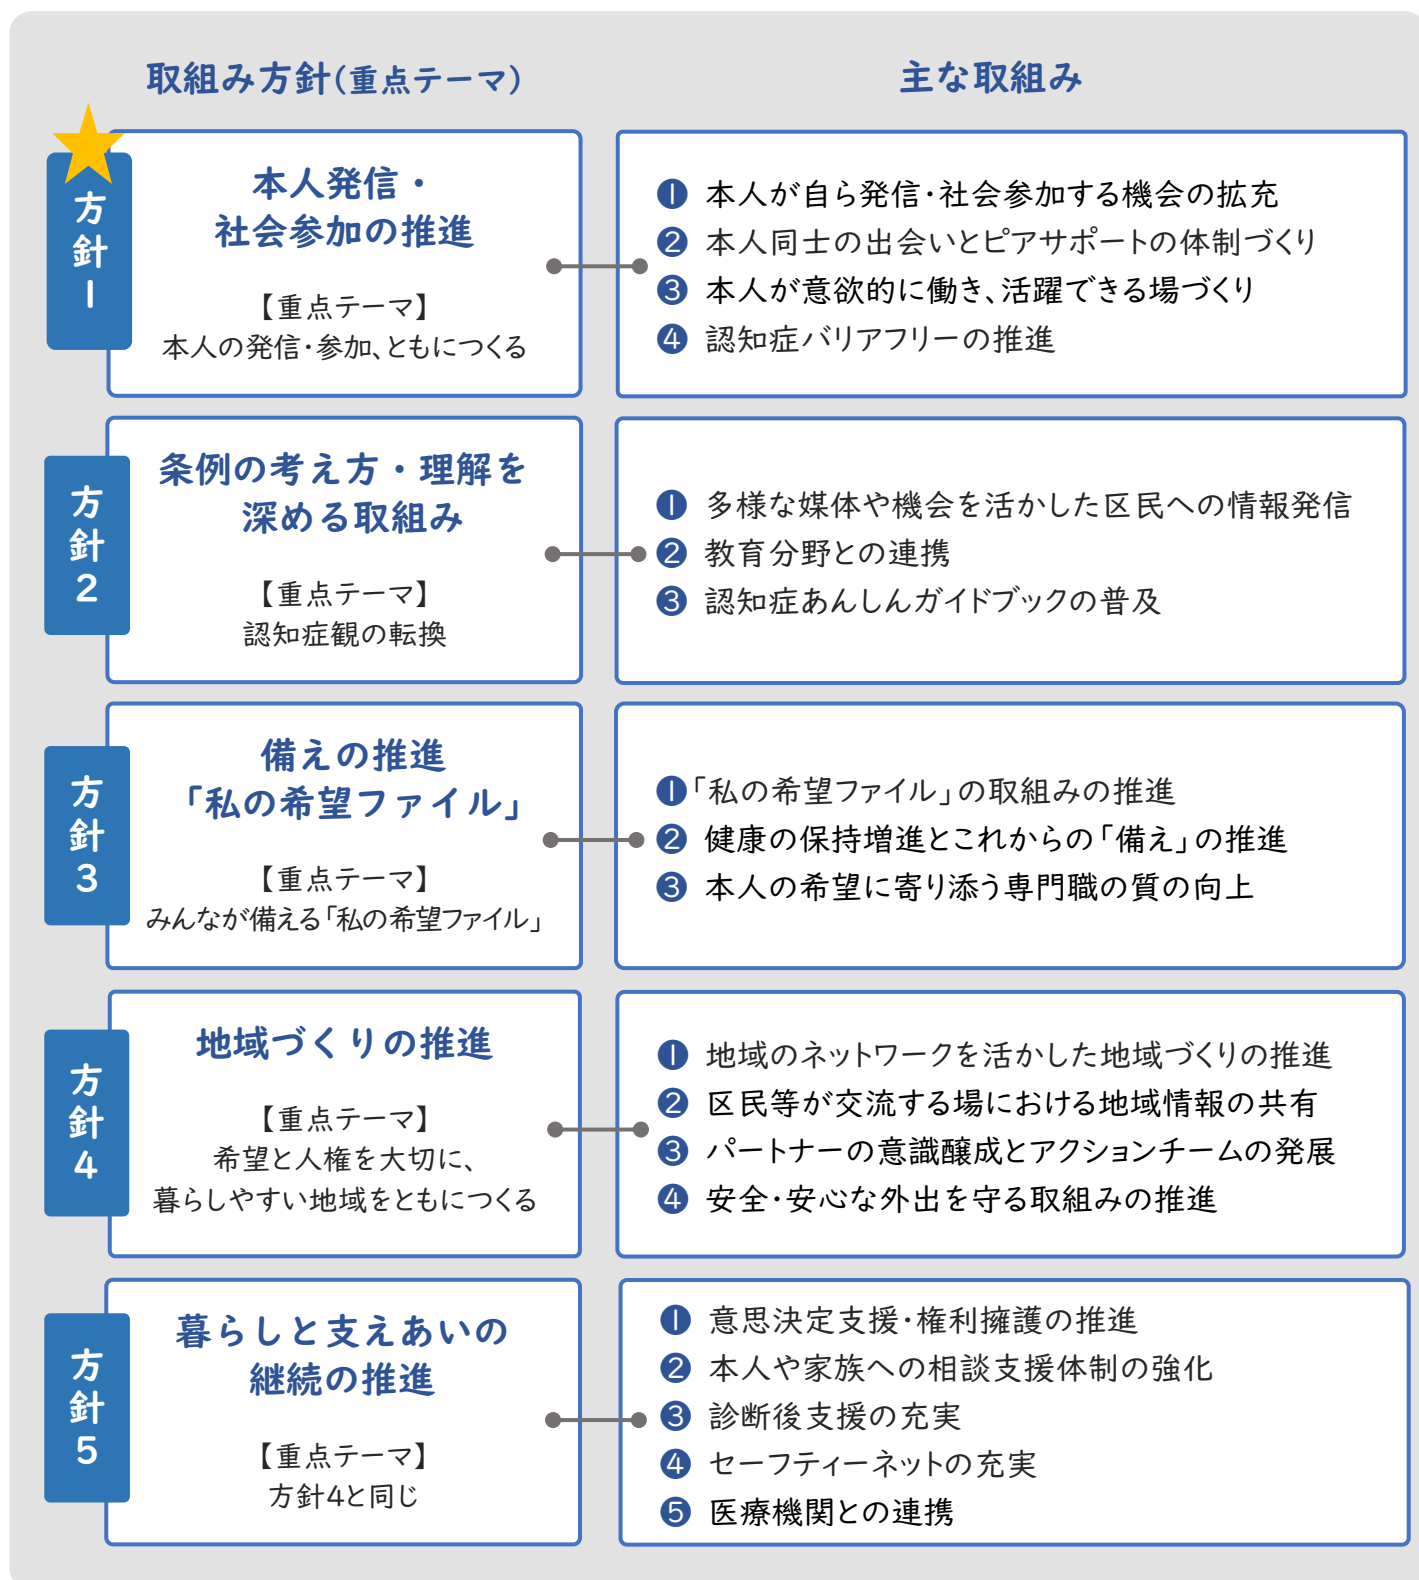 取組み方針(重点テーマ)
主な取組み
方針1
本人発信・
社会参加の推進
【重点テーマ】
本人の発信・参加、ともにつくる
❶ 本人が自ら発信・社会参加する機会の拡充
❷ 本人同士の出会いとピアサポートの体制づくり
❸ 本人が意欲的に働き、活躍できる場づくり
❹ 認知症バリアフリーの推進
方針2
条例の考え方・理解を
深める取組み
【重点テーマ】
認知症観の転換
❶ 多様な媒体や機会を活かした区民への情報発信
❷ 教育分野との連携
❸ 認知症あんしんガイドブックの普及
方針3
備えの推進
「私の希望ファイル」
【重点テーマ】
みんなが備える「私の希望ファイル」
❶「私の希望ファイル」の取組みの推進
❷ 健康の保持増進とこれからの「備え」の推進
❸ 本人の希望に寄り添う専門職の質の向上
方針4
地域づくりの推進
【重点テーマ】
希望と人権を大切に、
暮らしやすい地域をともにつくる
❶ 地域のネットワークを活かした地域づくりの推進
❷ 区民等が交流する場における地域情報の共有
❸ パートナーの意識醸成とアクションチームの発展
❹ 安全・安心な外出を守る取組みの推進
方針5
暮らしと支えあいの
継続の推進
【重点テーマ】
方針4と同じ
❶ 意思決定支援・権利擁護の推進
❷ 本人や家族への相談支援体制の強化
❸ 診断後支援の充実
❹ セーフティーネットの充実
❺ 医療機関との連携